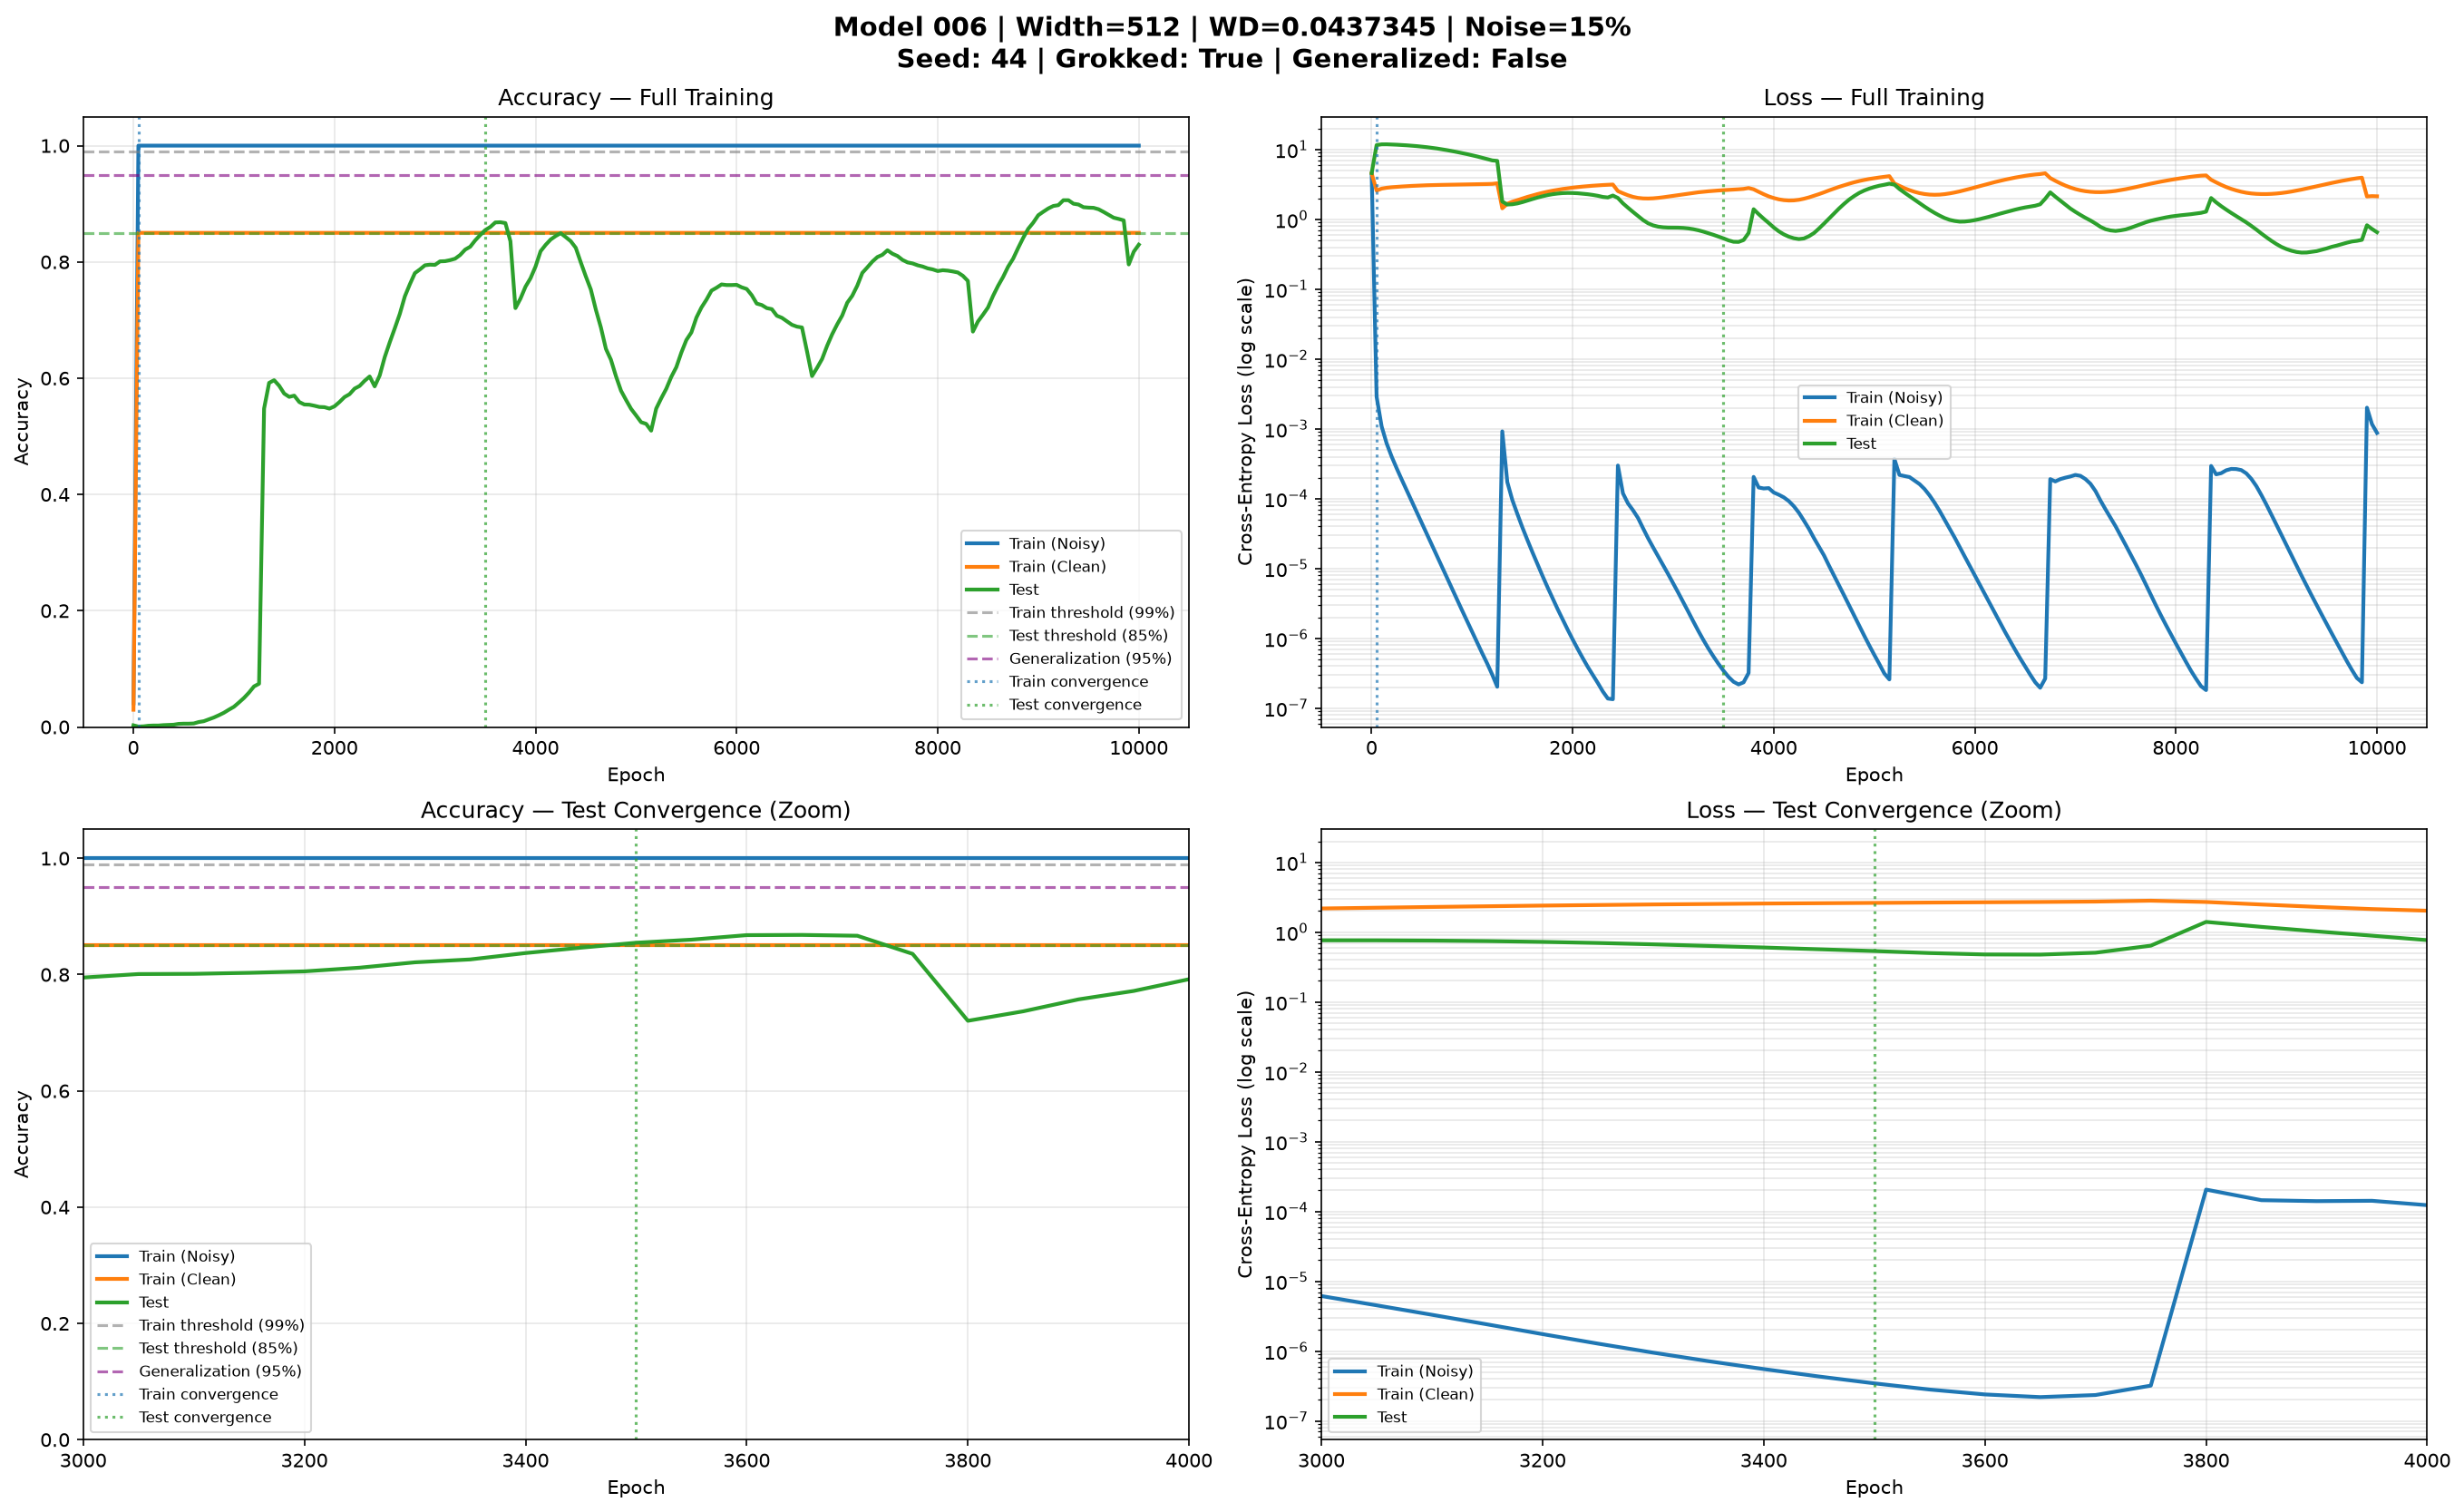 Model 006 | Width=512 | WD=0.0437345 | Noise=15%
Seed: 44 | Grokked: True | Generalized: False
Accuracy — Full Training
Accuracy
1.0
0.8
0.6
0.4
0.2
0.0
Train (Noisy)
Train (Clean)
Test
Train threshold (99%)
Test threshold (85%)
Generalization (95%)
Train convergence
Test convergence
0 2000 4000 6000 8000 10000
Epoch
Loss — Full Training
Cross-Entropy Loss (log scale)
10¹
10⁰
10⁻¹
10⁻²
10⁻³
10⁻⁴
10⁻⁵
10⁻⁶
10⁻⁷
Train (Noisy)
Train (Clean)
Test
0 2000 4000 6000 8000 10000
Epoch
Accuracy — Test Convergence (Zoom)
Accuracy
1.0
0.8
0.6
0.4
0.2
0.0
Train (Noisy)
Train (Clean)
Test
Train threshold (99%)
Test threshold (85%)
Generalization (95%)
Train convergence
Test convergence
3000 3200 3400 3600 3800 4000
Epoch
Loss — Test Convergence (Zoom)
Cross-Entropy Loss (log scale)
10¹
10⁰
10⁻¹
10⁻²
10⁻³
10⁻⁴
10⁻⁵
10⁻⁶
10⁻⁷
Train (Noisy)
Train (Clean)
Test
3000 3200 3400 3600 3800 4000
Epoch